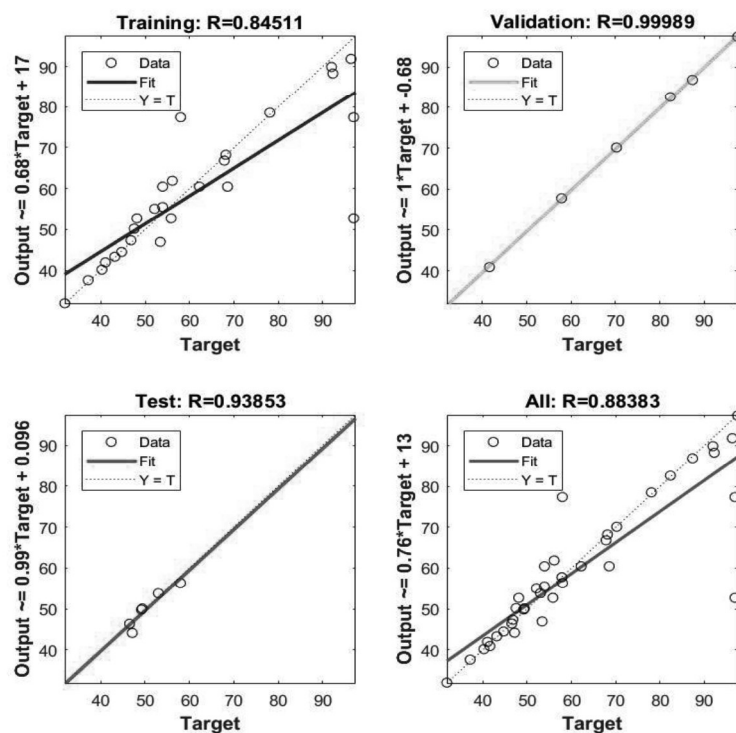 Training: R=0.84511
Output ~= 0.68*Target + 17
90
80
70
60
50
40
Data
Fit
Y = T
40 50 60 70 80 90
Target
Validation: R=0.99989
Output ~= 1*Target + -0.68
90
80
70
60
50
40
Data
Fit
Y = T
40 50 60 70 80 90
Target
Test: R=0.93853
Output ~= 0.99*Target + 0.096
90
80
70
60
50
40
Data
Fit
Y = T
40 50 60 70 80 90
Target
All: R=0.88383
Output ~= 0.76*Target + 13
90
80
70
60
50
40
Data
Fit
Y = T
40 50 60 70 80 90
Target